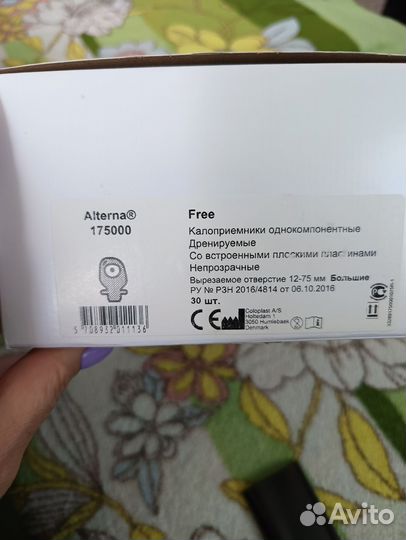 Alterna®
175000
Free
Калоприемники однокомпонентные
Дренируемые
Со встроенными плоскими пластинами
Непрозрачные
Вырезаемое отверстие 12-75 мм Большие
РУ № РЗН 2016/4814 от 06.10.2016
30 шт.
CE
Coloplast A/S
Holtedam 1
3050 Humlebaek
Denmark
5 708932 011136
Avito